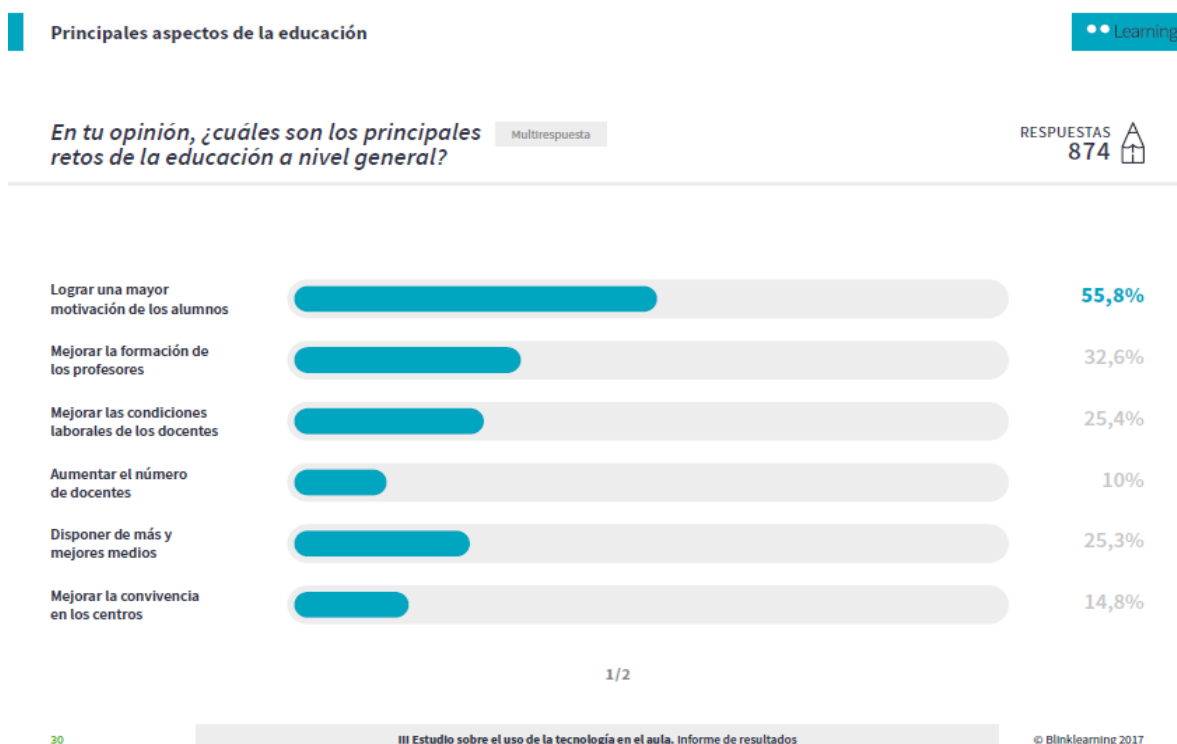 Principales aspectos de la educación
Learning
En tu opinión, ¿cuáles son los principales
retos de la educación a nivel general?
Multirespuesta
RESPUESTAS
874
Lograr una mayor
motivación de los alumnos
55,8%
Mejorar la formación de
los profesores
32,6%
Mejorar las condiciones
laborales de los docentes
25,4%
Aumentar el número
de docentes
10%
Disponer de más y
mejores medios
25,3%
Mejorar la convivencia
en los centros
14,8%
1/2
30
III Estudio sobre el uso de la tecnología en el aula. Informe de resultados
© Blinklearning 2017